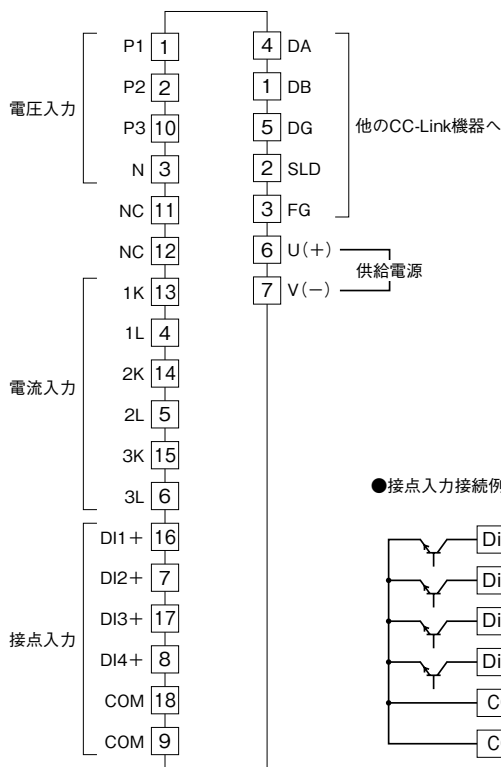 P1 1
P2 2
電圧入力
P3 10
N 3
NC 11
NC 12
1K 13
1L 4
2K 14
電流入力
2L 5
3K 15
3L 6
DI1+ 16
DI2+ 7
DI3+ 17
接点入力
DI4+ 8
COM 18
COM 9
4 DA
1 DB
5 DG
他のCC-Link機器へ
2 SLD
3 FG
6 U(+)
供給電源
7 V(−)
●接点入力接続例
Di
Di
Di
Di
C
C